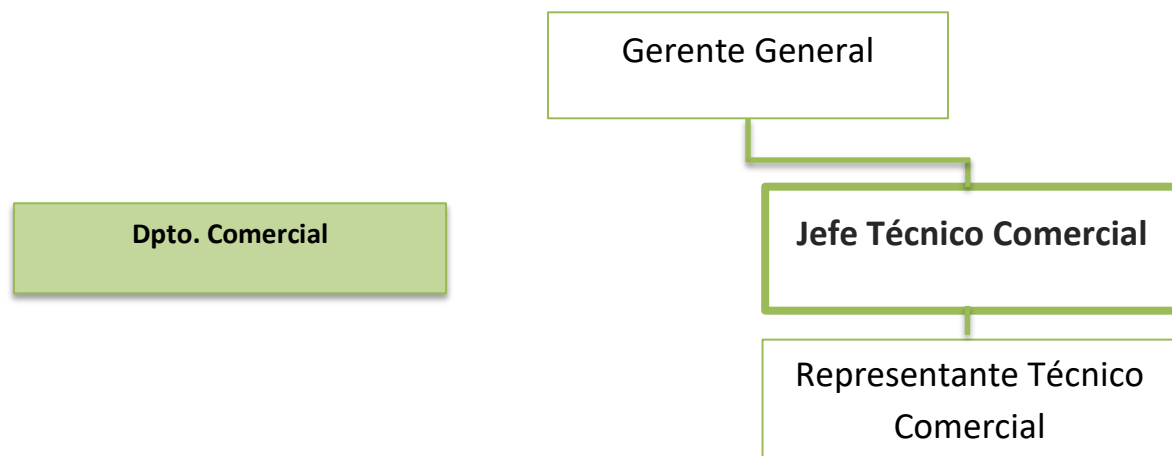 Gerente General
Dpto. Comercial
Jefe Técnico Comercial
Representante Técnico
Comercial